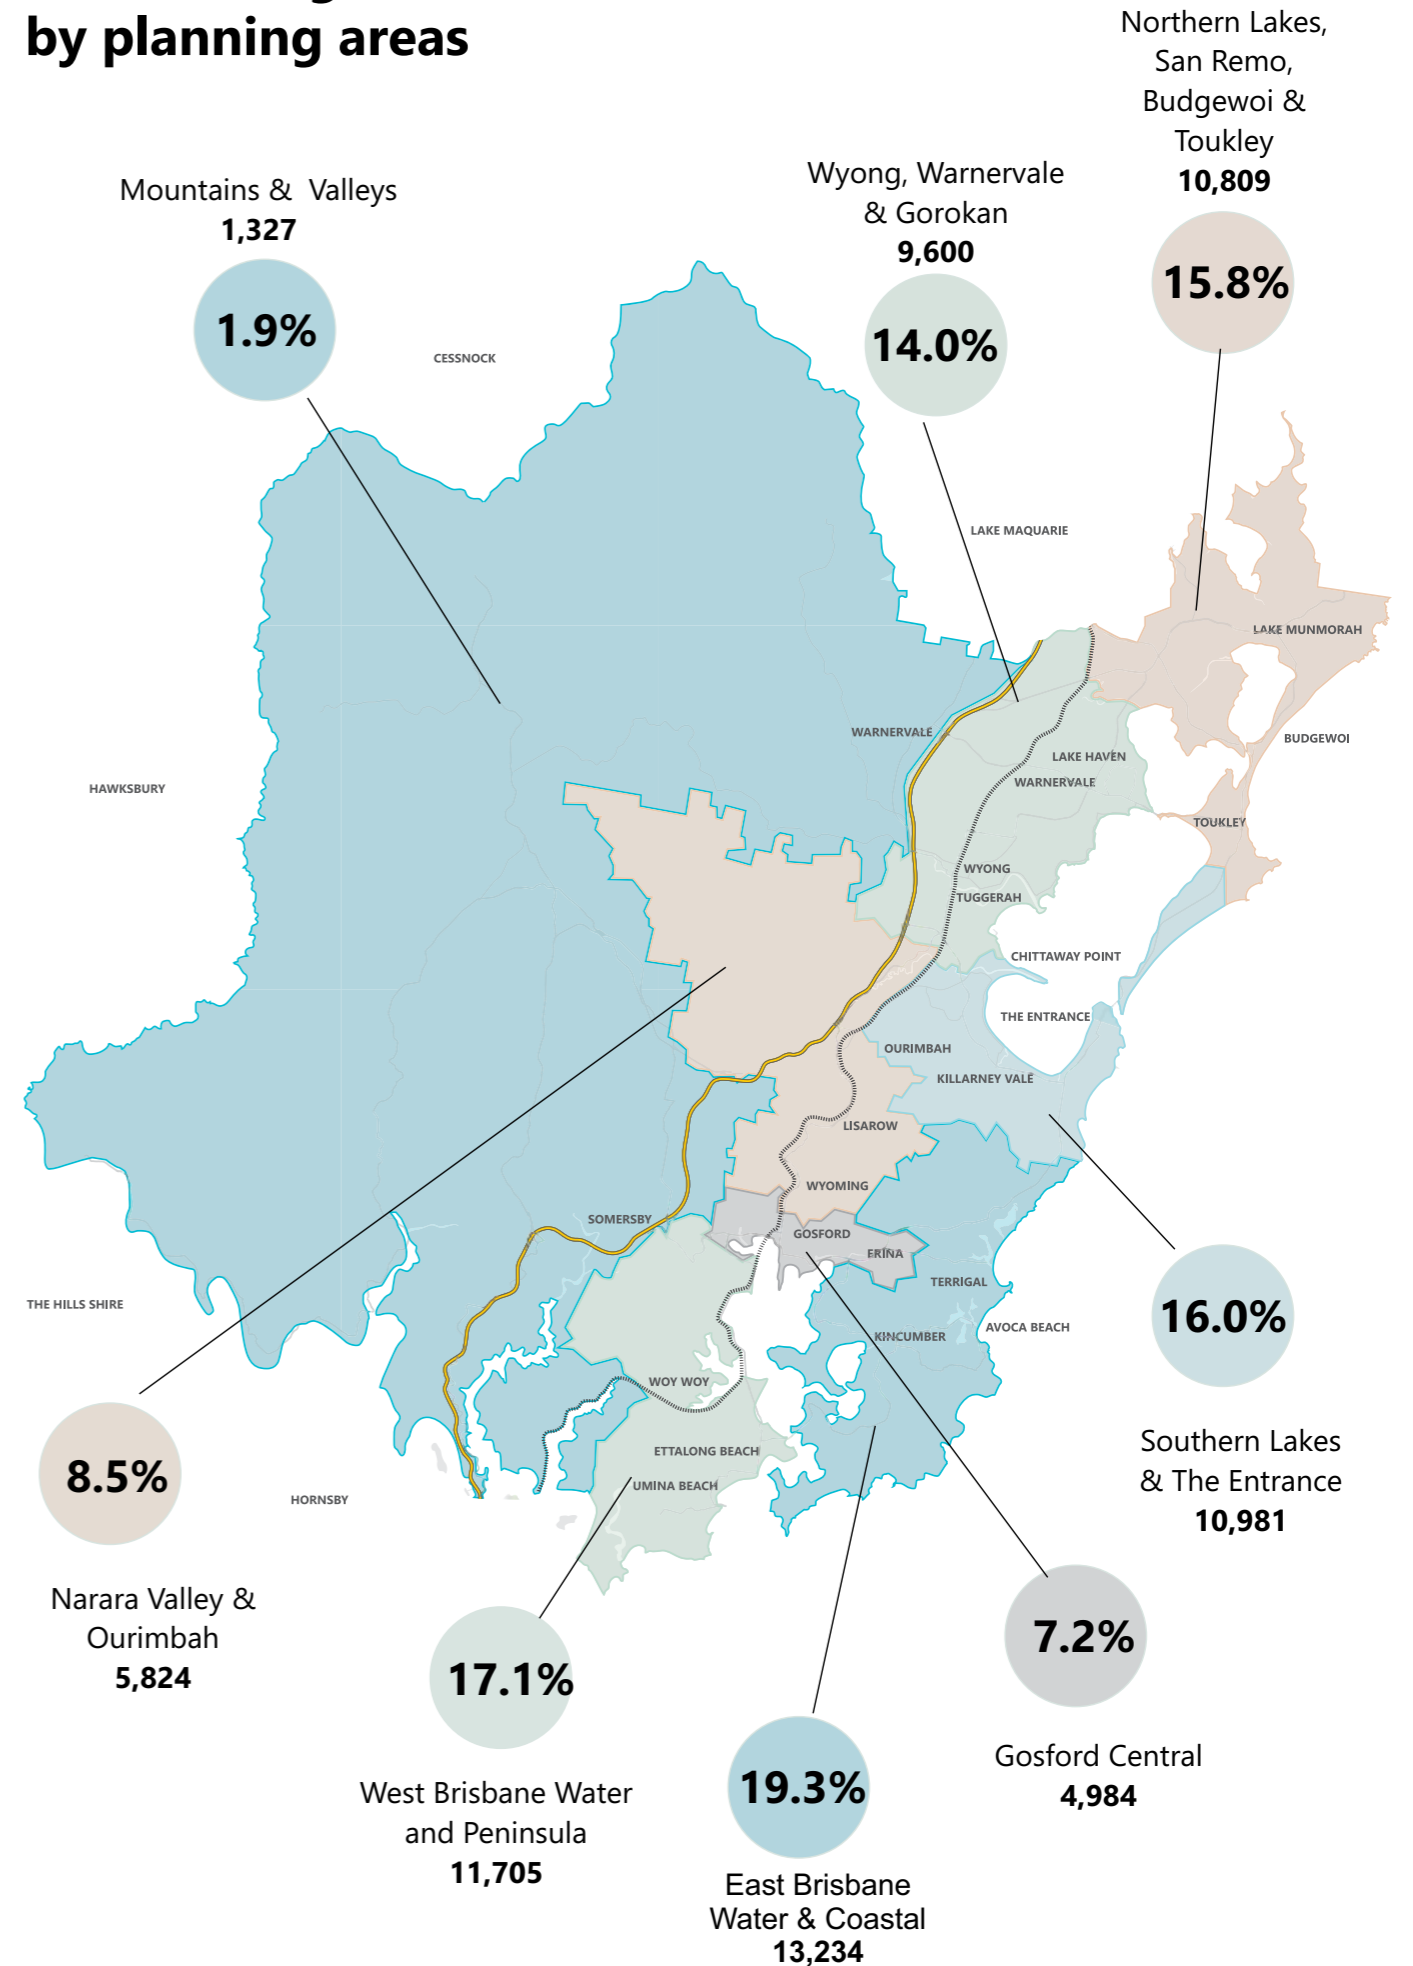 by planning areas
Northern Lakes,
San Remo,
Budgewoi &
Toukley
10,809
15.8%
Wyong, Warnervale
& Gorokan
9,600
14.0%
Mountains & Valleys
1,327
1.9%
CESSNOCK
LAKE MAQUARIE
LAKE MUNMORAH
WARNERVALE
BUDGEWOI
LAKE HAVEN
WARNERVALE
HAWKSBURY
TOUKLEY
WYONG
TUGGERAH
CHITTAWAY POINT
THE ENTRANCE
OURIMBAH
KILLARNEY VALE
LISAROW
WYOMING
SOMERSBY
GOSFORD
ERINA
TERRIGAL
THE HILLS SHIRE
AVOCA BEACH
KINCUMBER
WOY WOY
ETTALONG BEACH
UMINA BEACH
HORNSBY
16.0%
Southern Lakes
& The Entrance
10,981
8.5%
Narara Valley &
Ourimbah
5,824
17.1%
West Brisbane Water
and Peninsula
11,705
19.3%
East Brisbane
Water & Coastal
13,234
7.2%
Gosford Central
4,984